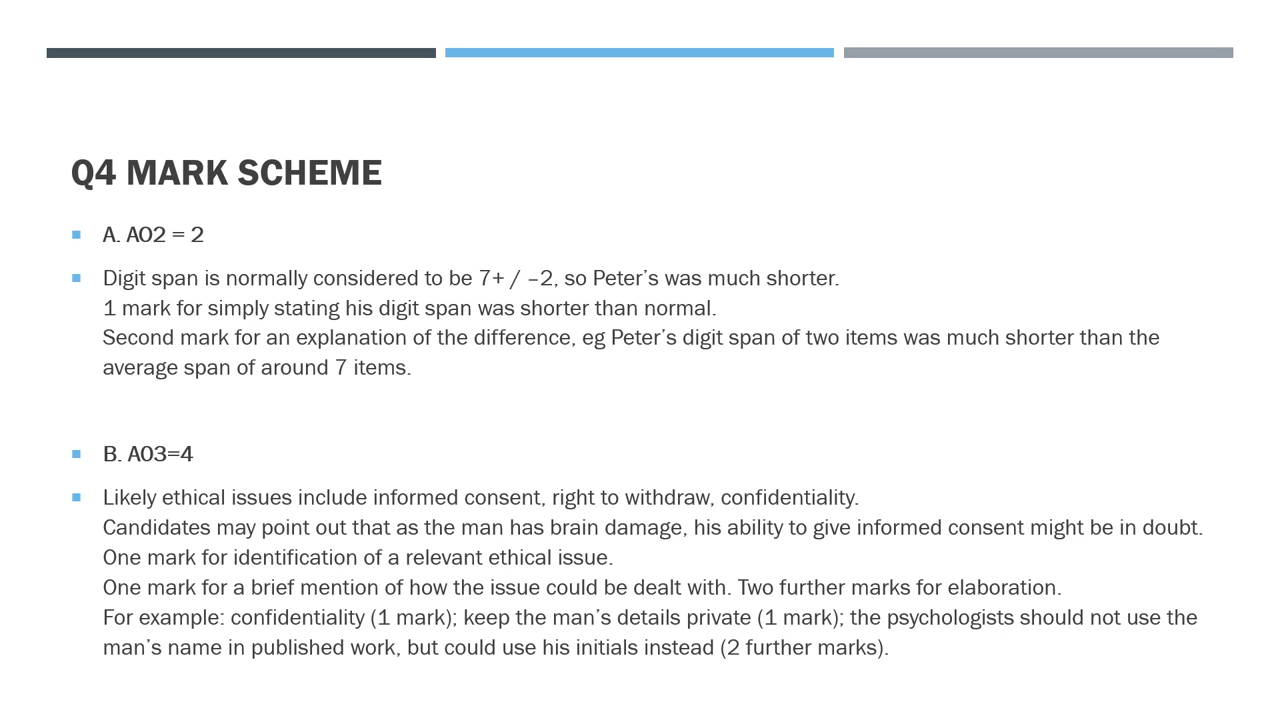 Q4 MARK SCHEME
A. AO2 = 2
Digit span is normally considered to be 7+ / –2, so Peter’s was much shorter.
1 mark for simply stating his digit span was shorter than normal.
Second mark for an explanation of the difference, eg Peter’s digit span of two items was much shorter than the
average span of around 7 items.
B. AO3=4
Likely ethical issues include informed consent, right to withdraw, confidentiality.
Candidates may point out that as the man has brain damage, his ability to give informed consent might be in doubt.
One mark for identification of a relevant ethical issue.
One mark for a brief mention of how the issue could be dealt with. Two further marks for elaboration.
For example: confidentiality (1 mark); keep the man’s details private (1 mark); the psychologists should not use the
man’s name in published work, but could use his initials instead (2 further marks).